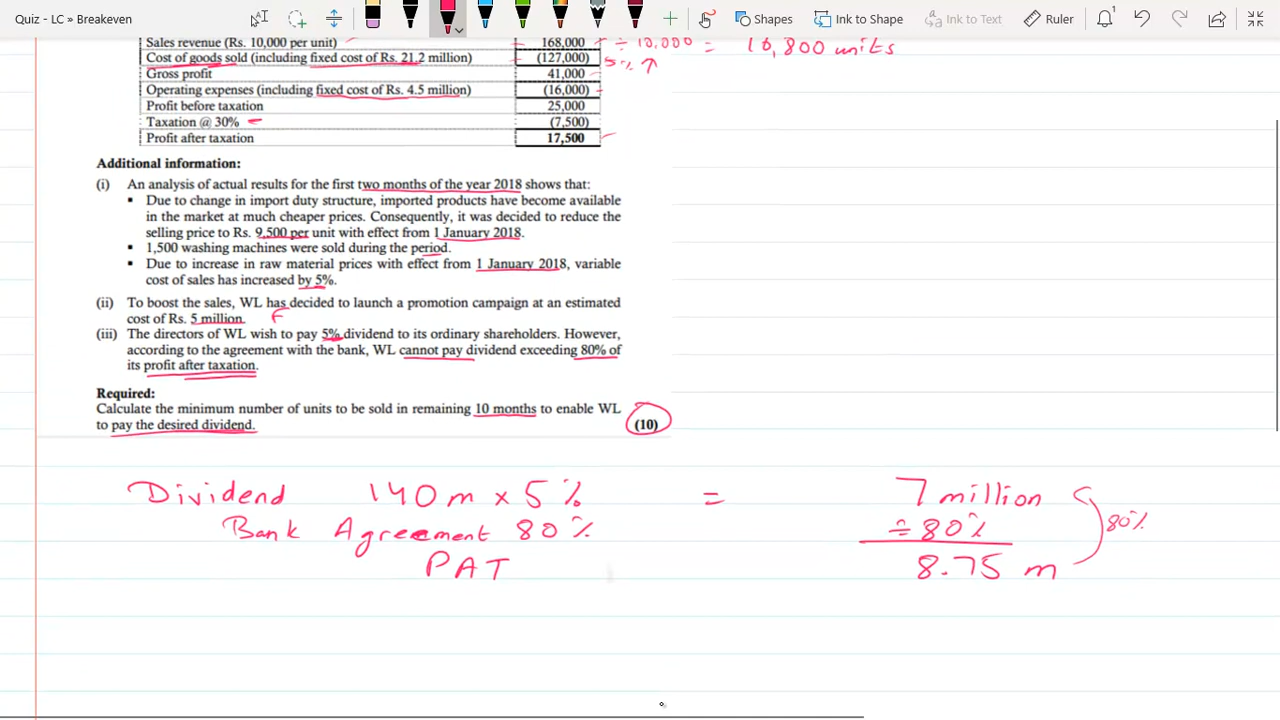 Quiz - LC » Breakeven
Shapes
Ink to Shape
Ink to Text
Ruler
Sales revenue (Rs. 10,000 per unit) 168,000 ÷ 10,000 = 16,800 units
Cost of goods sold (including fixed cost of Rs. 21.2 million) (127,000) 5% ↑
Gross profit 41,000
Operating expenses (including fixed cost of Rs. 4.5 million) (16,000)
Profit before taxation 25,000
Taxation @ 30% (7,500)
Profit after taxation 17,500
Additional information:
(i) An analysis of actual results for the first two months of the year 2018 shows that:
▪ Due to change in import duty structure, imported products have become available
in the market at much cheaper prices. Consequently, it was decided to reduce the
selling price to Rs. 9,500 per unit with effect from 1 January 2018.
▪ 1,500 washing machines were sold during the period.
▪ Due to increase in raw material prices with effect from 1 January 2018, variable
cost of sales has increased by 5%.
(ii) To boost the sales, WL has decided to launch a promotion campaign at an estimated
cost of Rs. 5 million. F
(iii) The directors of WL wish to pay 5% dividend to its ordinary shareholders. However,
according to the agreement with the bank, WL cannot pay dividend exceeding 80% of
its profit after taxation.
Required:
Calculate the minimum number of units to be sold in remaining 10 months to enable WL
to pay the desired dividend. (10)
Dividend 140 m x 5% = 7 million
Bank Agreement 80% ÷ 80% 80%
PAT 8.75 m